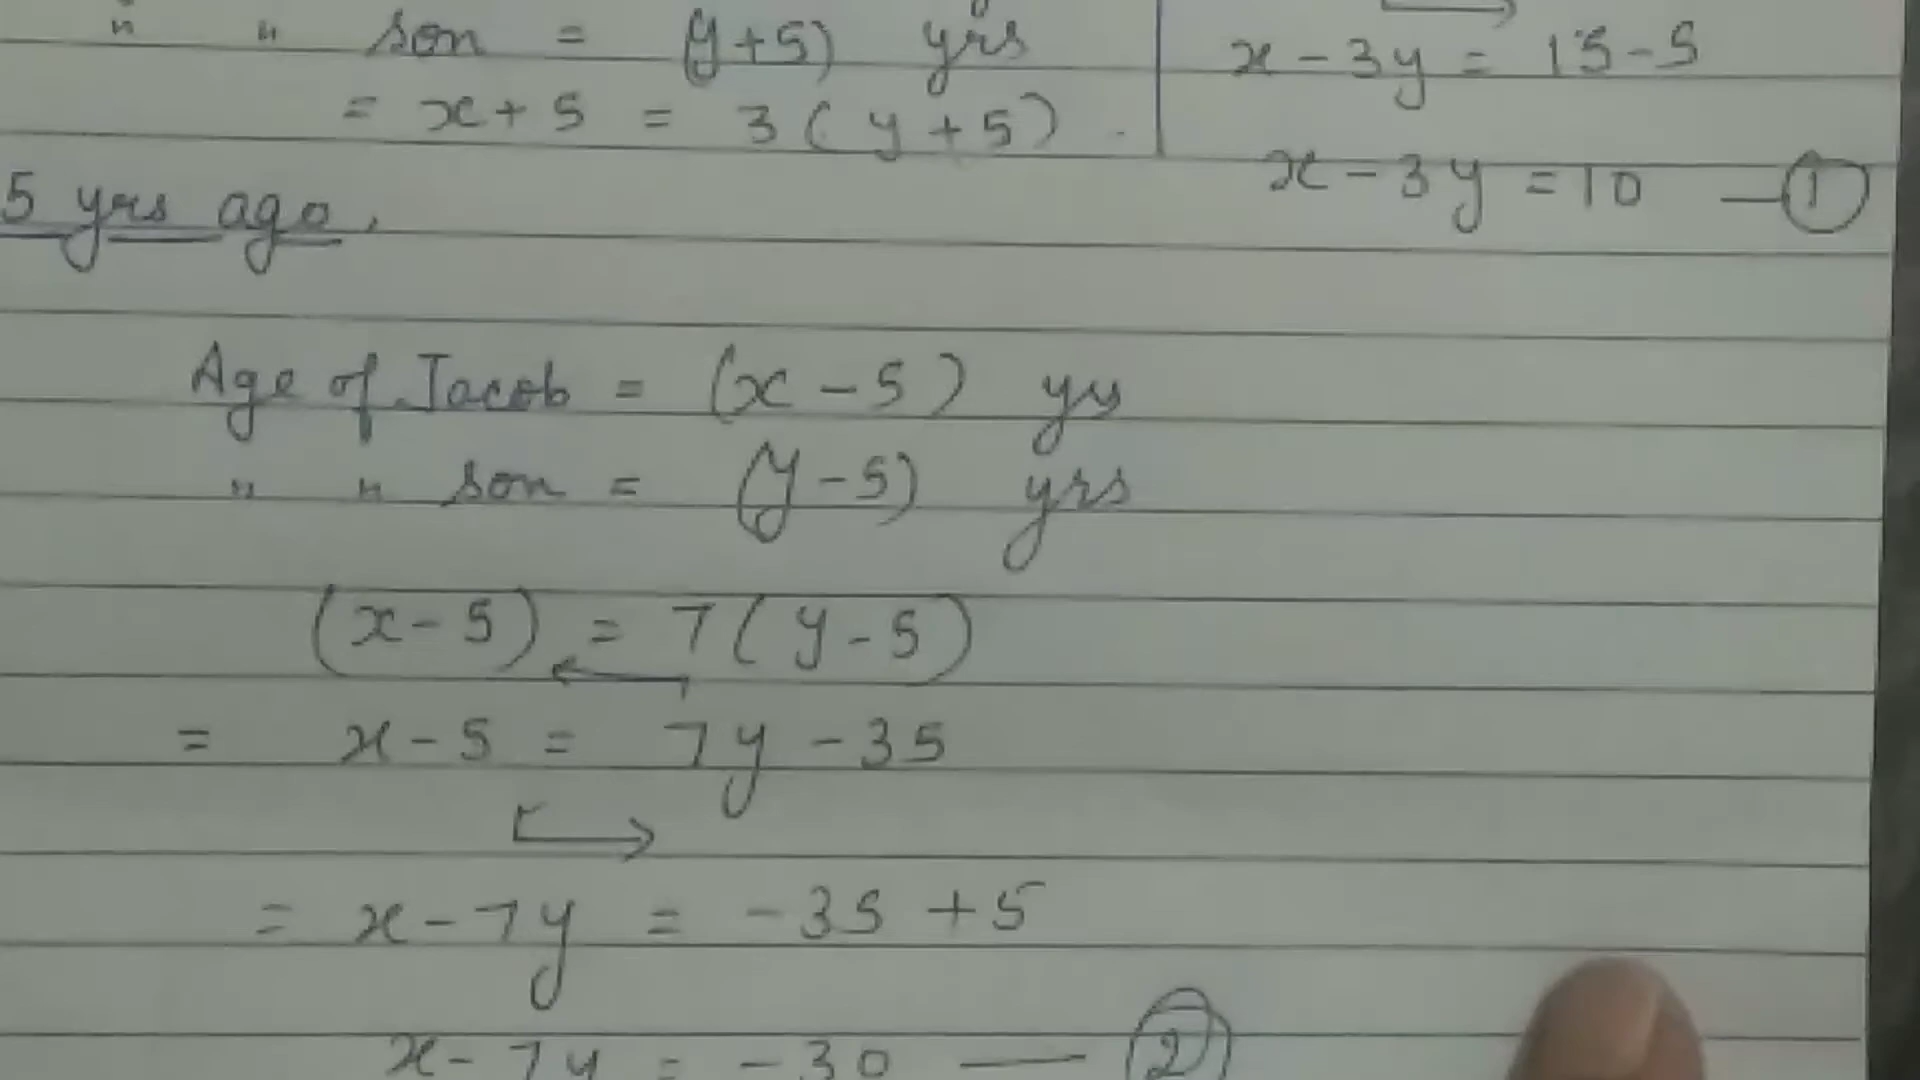 " " son = (y+5) yrs
= x + 5 = 3 ( y + 5 )
x - 3y = 15 - 5
x - 3y = 10 — 1
5 yrs ago.
Age of Jacob = (x - 5) yrs
" " son = (y - 5) yrs
(x - 5) = 7 ( y - 5 )
= x - 5 = 7y - 35
= x - 7y = -35 + 5
x - 7y = -30 — 2